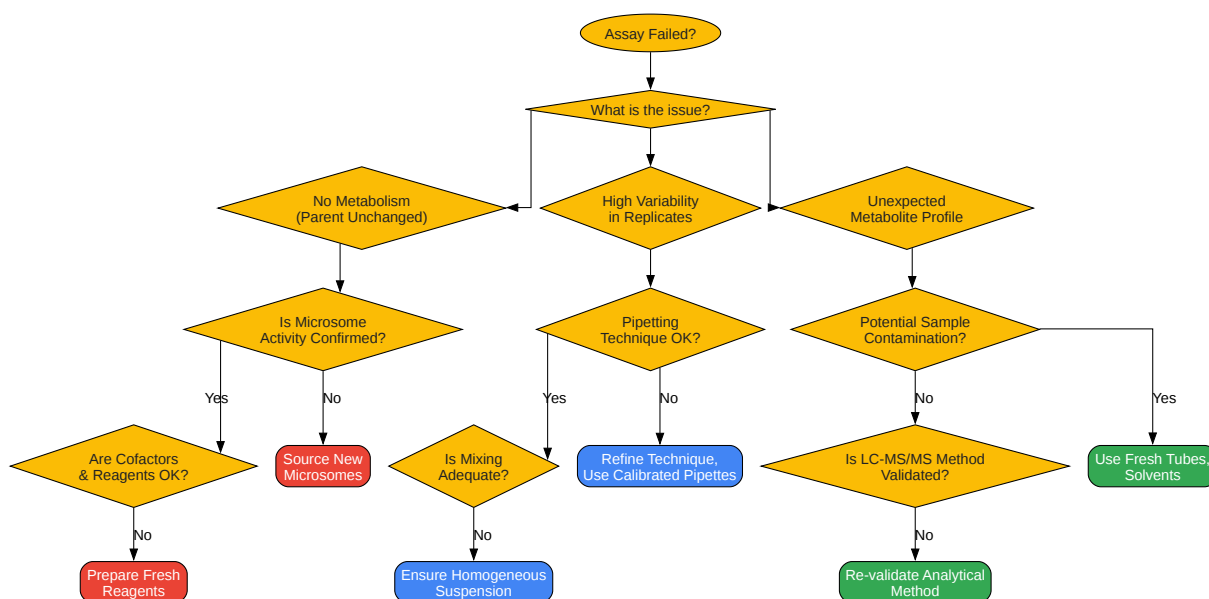 Assay Failed?
What is the issue?
No Metabolism
(Parent Unchanged)
High Variability
in Replicates
Unexpected
Metabolite Profile
Is Microsome
Activity Confirmed?
Pipetting
Technique OK?
Potential Sample
Contamination?
Yes
No
Yes
No
No
Yes
Are Cofactors
& Reagents OK?
Source New
Microsomes
Is Mixing
Adequate?
Refine Technique,
Use Calibrated Pipettes
Is LC-MS/MS Method
Validated?
Use Fresh Tubes,
Solvents
No
No
No
Prepare Fresh
Reagents
Ensure Homogeneous
Suspension
Re-validate Analytical
Method